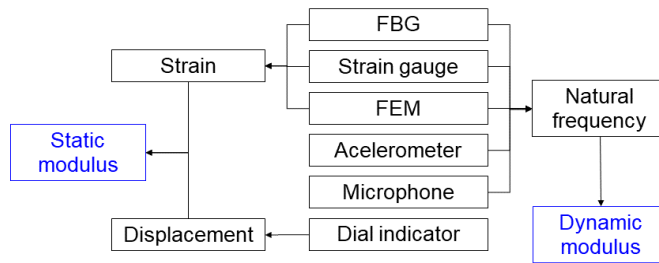 FBG
Strain
Strain gauge
FEM
Natural
frequency
Static
modulus
Acelerometer
Microphone
Displacement
Dial indicator
Dynamic
modulus